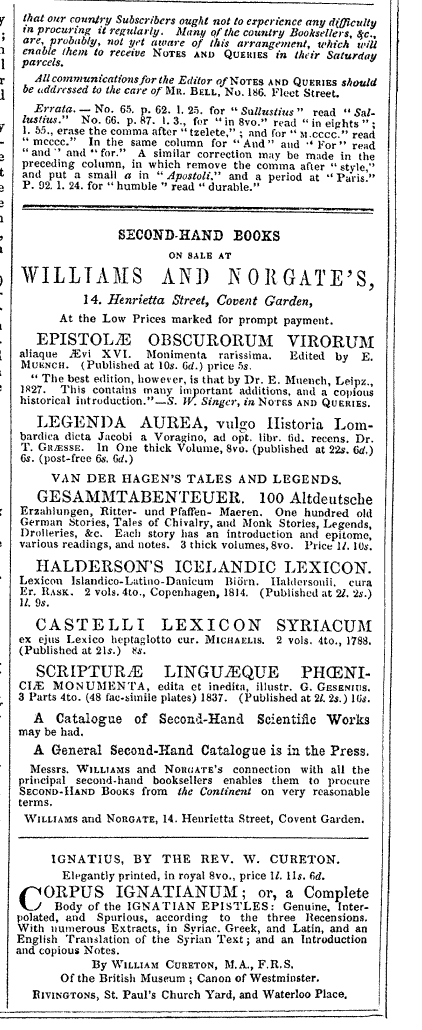 that our country Subscribers ought not to experience any difficulty
in procuring it regularly. Many of the country Booksellers, &c.,
are, probably, not yet aware of this arrangement, which will
enable them to receive NOTES AND QUERIES in their Saturday
parcels.
All communications for the Editor of NOTES AND QUERIES should
be addressed to the care of MR. BELL, No. 186. Fleet Street.
Errata. — No. 65. p. 62. l. 25. for "Sullustius" read "Sal-
lustius." No. 66. p. 87. l. 3., for "in 8vo." read "in eights";
l. 55., erase the comma after "tzelete,"; and for "M.CCCC." read
"MCCCC." In the same column for "And" and "For" read
"and" and "for." A similar correction may be made in the
preceding column, in which remove the comma after "style,"
and put a small a in "Apostoli," and a period at "Paris."
P. 92. l. 24. for "humble" read "durable."
SECOND-HAND BOOKS
ON SALE AT
WILLIAMS AND NORGATE'S,
14. Henrietta Street, Covent Garden,
At the Low Prices marked for prompt payment.
EPISTOLÆ OBSCURORUM VIRORUM
aliaque Ævi XVI. Monimenta rarissima. Edited by E.
MUENCH. (Published at 10s. 6d.) price 5s.
"The best edition, however, is that by Dr. E. Muench, Leipz.,
1827. This contains many important additions, and a copious
historical introduction."—S. W. Singer, in NOTES AND QUERIES.
LEGENDA AUREA, vulgo Historia Lom-
bardica dicta Jacobi a Voragino, ad opt. libr. fid. recens. Dr.
T. GRÆSSE. In One thick Volume, 8vo. (published at 22s. 6d.)
6s. (post-free 6s. 6d.)
VAN DER HAGEN'S TALES AND LEGENDS.
GESAMMTABENTEUER. 100 Altdeutsche
Erzahlungen, Ritter- und Pfaffen- Maeren. One hundred old
German Stories, Tales of Chivalry, and Monk Stories, Legends,
Drolleries, &c. Each story has an introduction and epitome,
various readings, and notes. 3 thick volumes, 8vo. Price 1l. 10s.
HALDERSON'S ICELANDIC LEXICON.
Lexicon Islandico-Latino-Danicum Biörn. Haldersonii. cura
Er. RASK. 2 vols. 4to., Copenhagen, 1814. (Published at 2l. 2s.)
1l. 9s.
CASTELLI LEXICON SYRIACUM
ex ejus Lexico heptaglotto cur. MICHAELIS. 2 vols. 4to., 1788.
(Published at 21s.) 8s.
SCRIPTURÆ LINGUÆQUE PHŒNI-
CIÆ MONUMENTA, edita et inedita, illustr. G. GESENIUS.
3 Parts 4to. (48 fac-simile plates) 1837. (Published at 2l. 2s.) 16s.
A Catalogue of Second-Hand Scientific Works
may be had.
A General Second-Hand Catalogue is in the Press.
Messrs. WILLIAMS and NORGATE'S connection with all the
principal second-hand booksellers enables them to procure
SECOND-HAND BOOKS from the Continent on very reasonable
terms.
WILLIAMS and NORGATE, 14. Henrietta Street, Covent Garden.
IGNATIUS, BY THE REV. W. CURETON.
Elegantly printed, in royal 8vo., price 1l. 11s. 6d.
CORPUS IGNATIANUM; or, a Complete
Body of the IGNATIAN EPISTLES: Genuine, Inter-
polated, and Spurious, according to the three Recensions.
With numerous Extracts, in Syriac, Greek, and Latin, and an
English Translation of the Syrian Text; and an Introduction
and copious Notes.
By WILLIAM CURETON, M.A., F.R.S,
Of the British Museum; Canon of Westminster.
RIVINGTONS, St. Paul's Church Yard, and Waterloo Place.